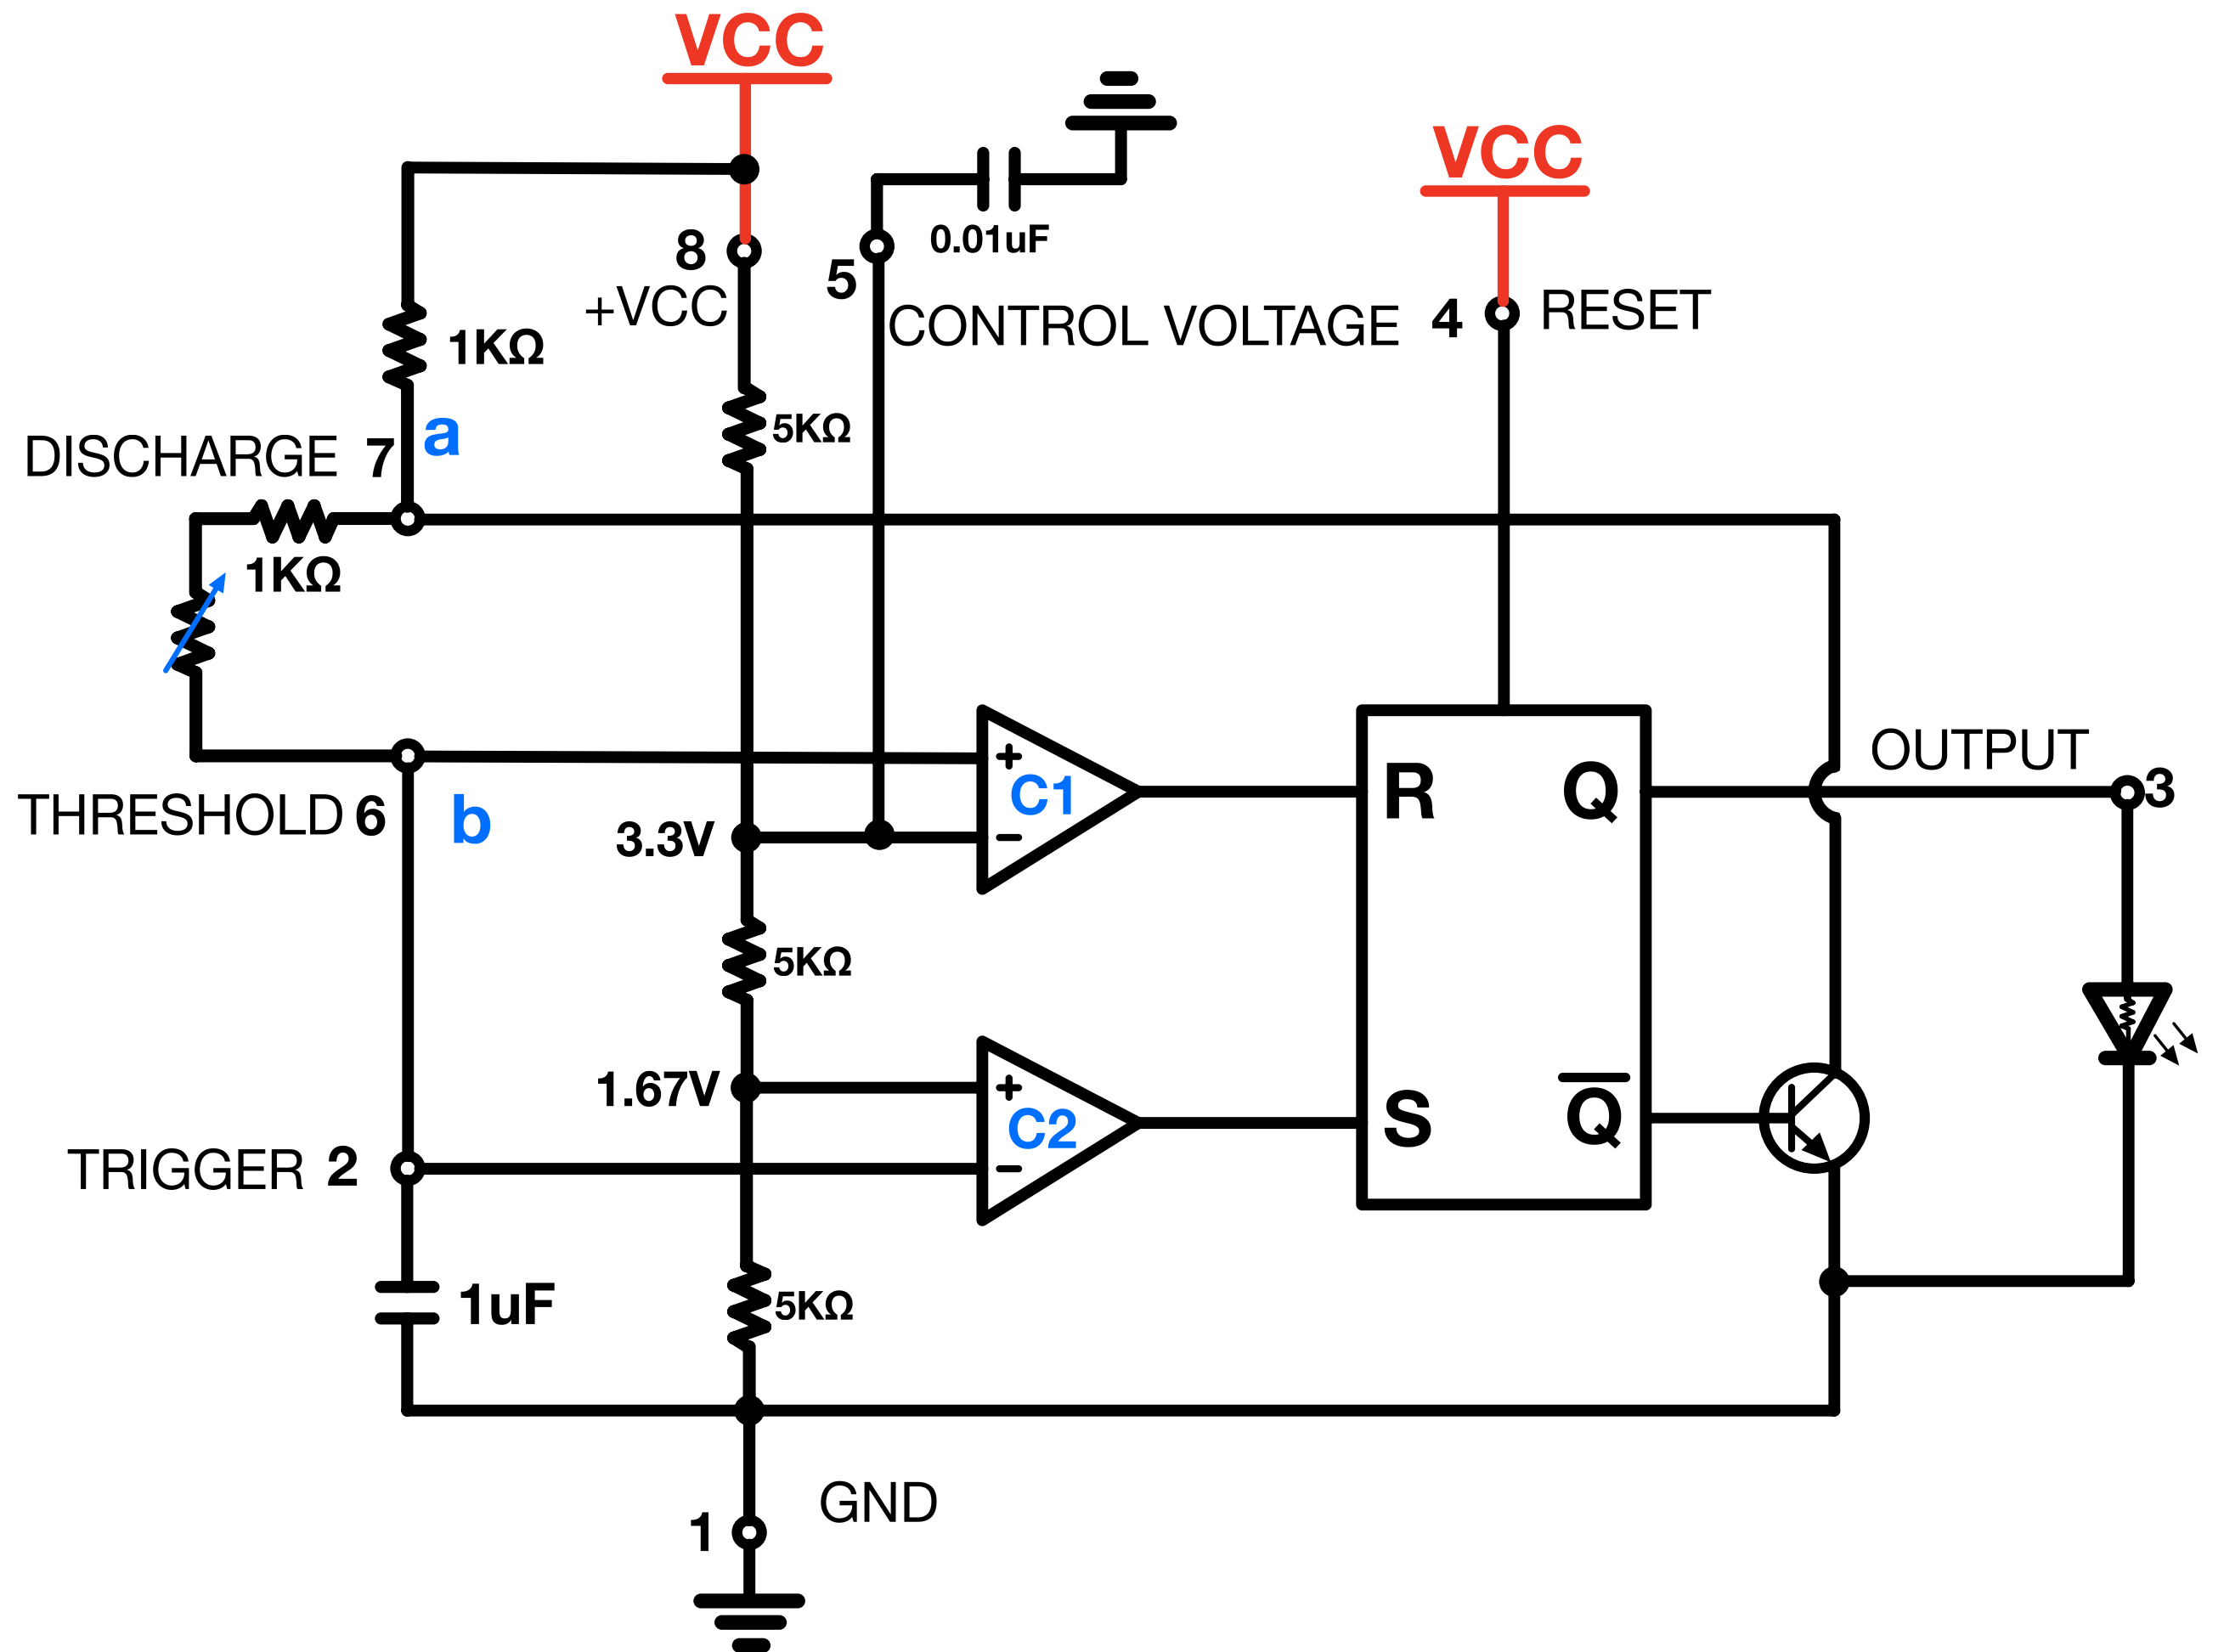 VCC
VCC
0.01uF
8
+VCC
5
CONTROL VOLTAGE
4
RESET
1KΩ
5KΩ
a
DISCHARGE 7
1KΩ
OUTPUT
3
+
C1
-
R
Q
THRESHOLD 6
b
3.3V
5KΩ
1.67V
+
C2
-
S
Q̅
TRIGGER 2
1uF
5KΩ
GND
1